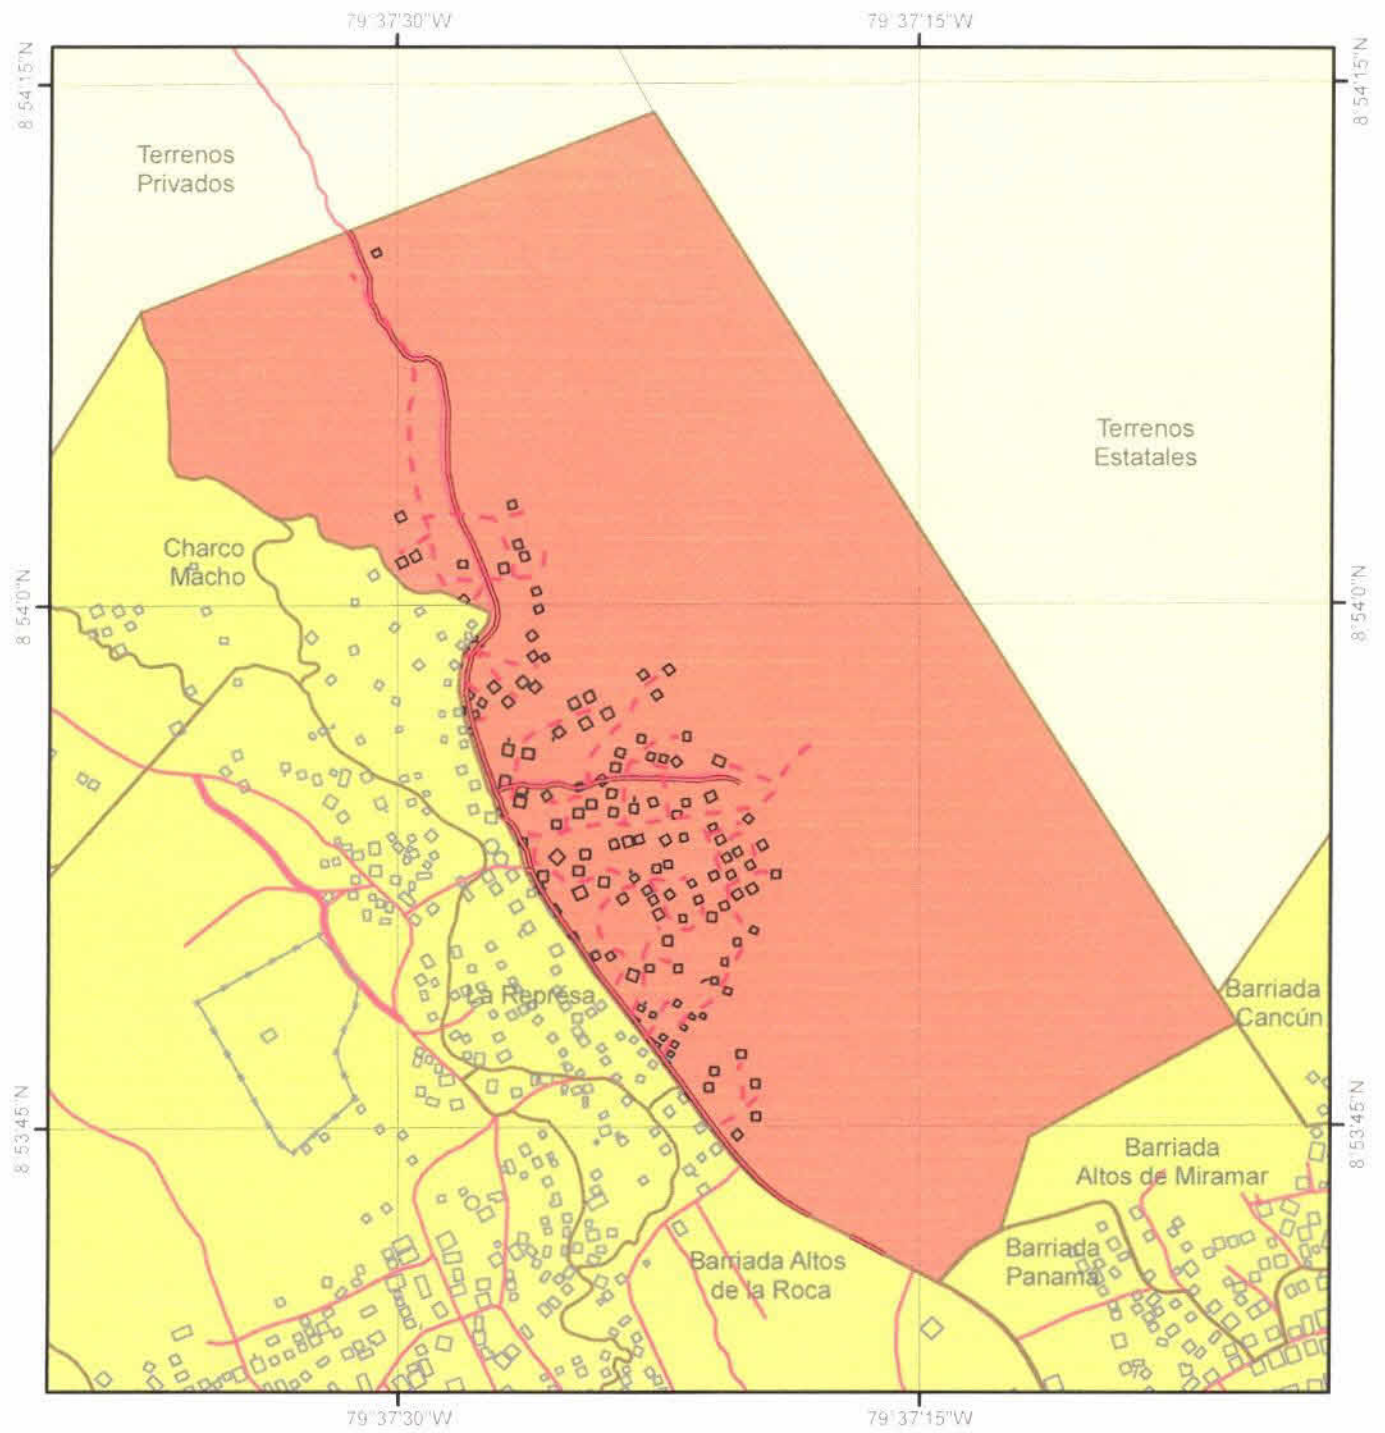 79°37'30"W
79°37'15"W
8°54'15"N
8°54'15"N
Terrenos
Privados
Terrenos
Estatales
Charco
Macho
8°54'0"N
8°54'0"N
La Represa
Barriada
Cancún
8°53'45"N
8°53'45"N
Barriada
Altos de Miramar
Barriada
Panamá
Barriada Altos
de la Roca
79°37'30"W
79°37'15"W